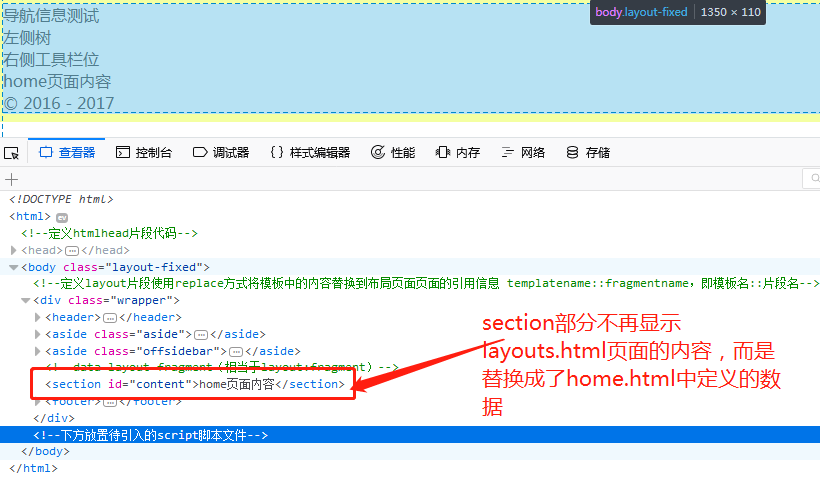 导航信息测试
左侧树
右侧工具栏位
home页面内容
© 2016 - 2017
body.layout-fixed | 1350 × 110
查看器 控制台 调试器 {} 样式编辑器 性能 内存 网络 存储
<!DOCTYPE html>
<html> ev
<!--定义htmlhead片段代码-->
<head>…</head>
<body class="layout-fixed">
<!--定义layout片段使用replace方式将模板中的内容替换到布局页面页面的引用信息 templatename::fragmentname，即模板名::片段名-->
<div class="wrapper">
<header>…</header>
<aside class="aside">…</aside>
<aside class="offsidebar">…</aside>
<!--data-layout-fragment（相当于layout:fragment）-->
<section id="content">home页面内容</section>
<footer>…</footer>
</div>
<!--下方放置待引入的script脚本文件-->
</body>
</html>
section部分不再显示
layouts.html页面的内容，而是
替换成了home.html中定义的数
据